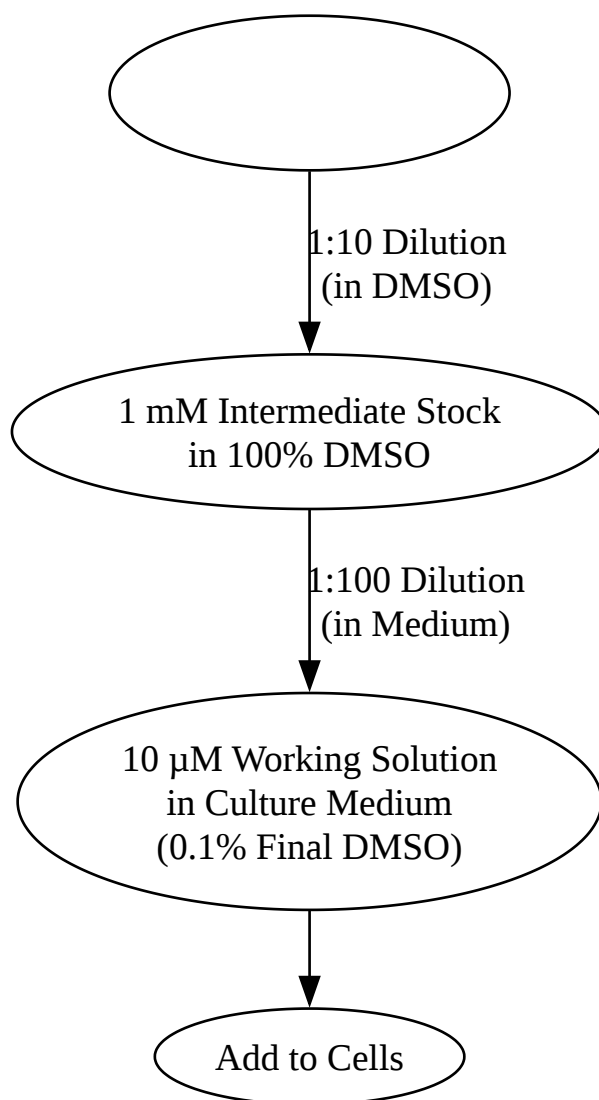 1:10 Dilution
(in DMSO)
1 mM Intermediate Stock
in 100% DMSO
1:100 Dilution
(in Medium)
10 µM Working Solution
in Culture Medium
(0.1% Final DMSO)
Add to Cells